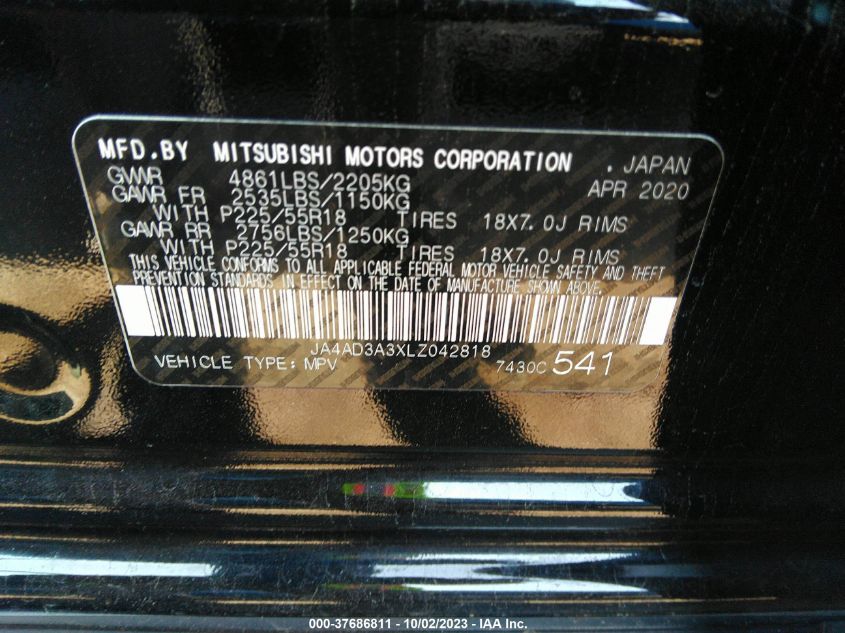 MFD.BY MITSUBISHI MOTORS CORPORATION . JAPAN
GVWR 4861LBS/2205KG APR 2020
GAWR FR 2535LBS/1150KG
WITH P225/55R18 TIRES 18X7.0J RIMS
GAWR RR 2756LBS/1250KG
WITH P225/55R18 TIRES 18X7.0J RIMS
THIS VEHICLE CONFORMS TO ALL APPLICABLE FEDERAL MOTOR VEHICLE SAFETY AND THEFT
PREVENTION STANDARDS IN EFFECT ON THE DATE OF MANUFACTURE SHOWN ABOVE.
JA4AD3A3XLZ042818
VEHICLE TYPE: MPV 7430C 541
000-37686811 - 10/02/2023 - IAA Inc.